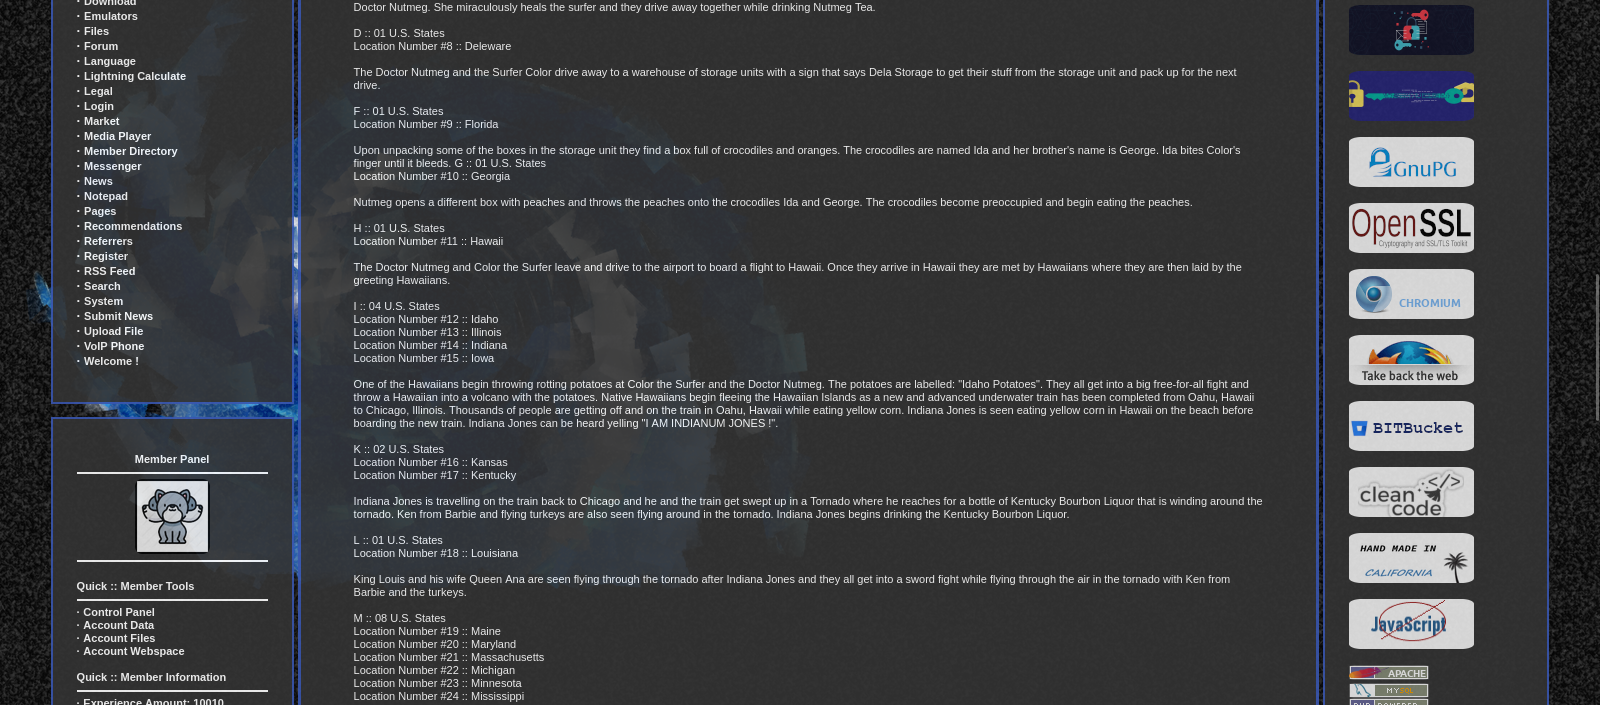 · Download
· Emulators
· Files
· Forum
· Language
· Lightning Calculate
· Legal
· Login
· Market
· Media Player
· Member Directory
· Messenger
· News
· Notepad
· Pages
· Recommendations
· Referrers
· Register
· RSS Feed
· Search
· System
· Submit News
· Upload File
· VoIP Phone
· Welcome !
Member Panel
Quick :: Member Tools
· Control Panel
· Account Data
· Account Files
· Account Webspace
Quick :: Member Information
· Experience Amount: 10010
Doctor Nutmeg. She miraculously heals the surfer and they drive away together while drinking Nutmeg Tea.
D :: 01 U.S. States
Location Number #8 :: Deleware
The Doctor Nutmeg and the Surfer Color drive away to a warehouse of storage units with a sign that says Dela Storage to get their stuff from the storage unit and pack up for the next
drive.
F :: 01 U.S. States
Location Number #9 :: Florida
Upon unpacking some of the boxes in the storage unit they find a box full of crocodiles and oranges. The crocodiles are named Ida and her brother's name is George. Ida bites Color's
finger until it bleeds. G :: 01 U.S. States
Location Number #10 :: Georgia
Nutmeg opens a different box with peaches and throws the peaches onto the crocodiles Ida and George. The crocodiles become preoccupied and begin eating the peaches.
H :: 01 U.S. States
Location Number #11 :: Hawaii
The Doctor Nutmeg and Color the Surfer leave and drive to the airport to board a flight to Hawaii. Once they arrive in Hawaii they are met by Hawaiians where they are then laid by the
greeting Hawaiians.
I :: 04 U.S. States
Location Number #12 :: Idaho
Location Number #13 :: Illinois
Location Number #14 :: Indiana
Location Number #15 :: Iowa
One of the Hawaiians begin throwing rotting potatoes at Color the Surfer and the Doctor Nutmeg. The potatoes are labelled: "Idaho Potatoes". They all get into a big free-for-all fight and
throw a Hawaiian into a volcano with the potatoes. Native Hawaiians begin fleeing the Hawaiian Islands as a new and advanced underwater train has been completed from Oahu, Hawaii
to Chicago, Illinois. Thousands of people are getting off and on the train in Oahu, Hawaii while eating yellow corn. Indiana Jones is seen eating yellow corn in Hawaii on the beach before
boarding the new train. Indiana Jones can be heard yelling "I AM INDIANUM JONES !".
K :: 02 U.S. States
Location Number #16 :: Kansas
Location Number #17 :: Kentucky
Indiana Jones is travelling on the train back to Chicago and he and the train get swept up in a Tornado where he reaches for a bottle of Kentucky Bourbon Liquor that is winding around the
tornado. Ken from Barbie and flying turkeys are also seen flying around in the tornado. Indiana Jones begins drinking the Kentucky Bourbon Liquor.
L :: 01 U.S. States
Location Number #18 :: Louisiana
King Louis and his wife Queen Ana are seen flying through the tornado after Indiana Jones and they all get into a sword fight while flying through the air in the tornado with Ken from
Barbie and the turkeys.
M :: 08 U.S. States
Location Number #19 :: Maine
Location Number #20 :: Maryland
Location Number #21 :: Massachusetts
Location Number #22 :: Michigan
Location Number #23 :: Minnesota
Location Number #24 :: Mississippi
GnuPG
OpenSSL
Cryptography and SSL/TLS Toolkit
CHROMIUM
Take back the web
BITBucket
clean
code
HAND MADE IN
CALIFORNIA
JavaScript
APACHE
MYSQL
PHP POWERED